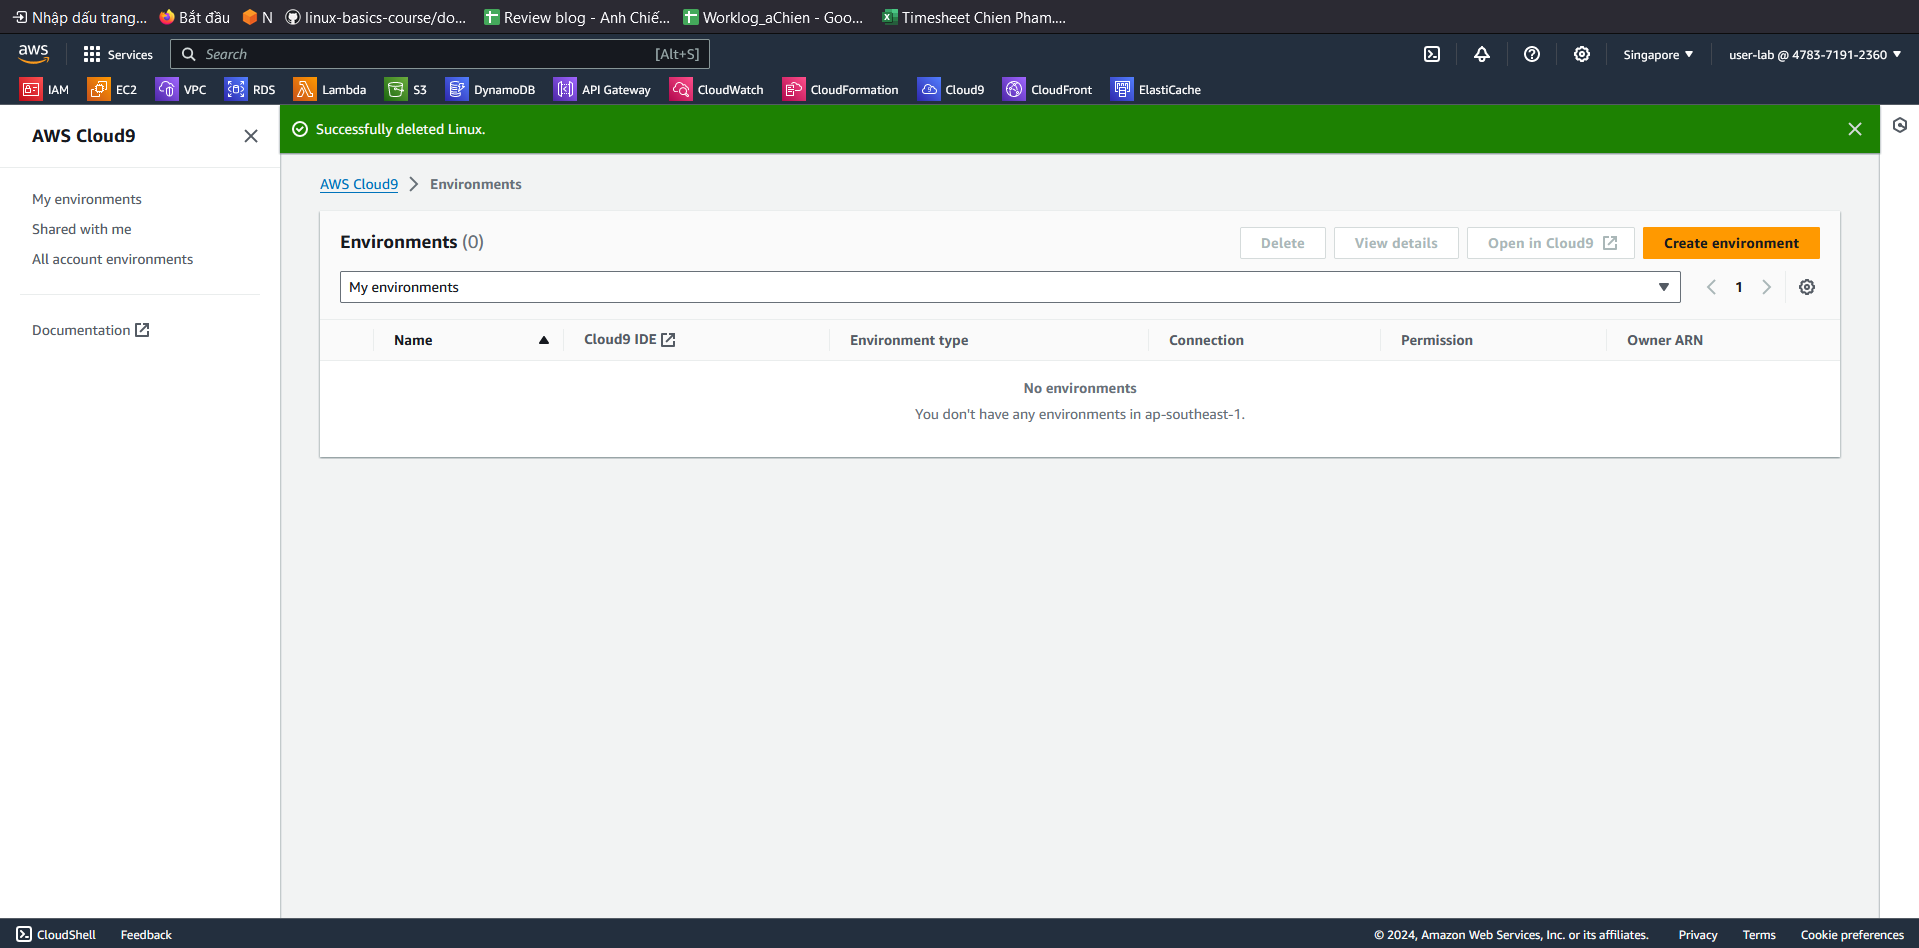 Nhập dấu trang... Bắt đầu N linux-basics-course/do... Review blog - Anh Chiế... Worklog_aChien - Goo... Timesheet Chien Pham....
aws Services Search [Alt+S] Singapore user-lab @ 4783-7191-2360
IAM EC2 VPC RDS Lambda S3 DynamoDB API Gateway CloudWatch CloudFormation Cloud9 CloudFront ElastiCache
AWS Cloud9
Successfully deleted Linux.
My environments
Shared with me
All account environments
Documentation
AWS Cloud9 Environments
Environments (0) Delete View details Open in Cloud9 Create environment
My environments 1
Name Cloud9 IDE Environment type Connection Permission Owner ARN
No environments
You don't have any environments in ap-southeast-1.
CloudShell Feedback © 2024, Amazon Web Services, Inc. or its affiliates. Privacy Terms Cookie preferences